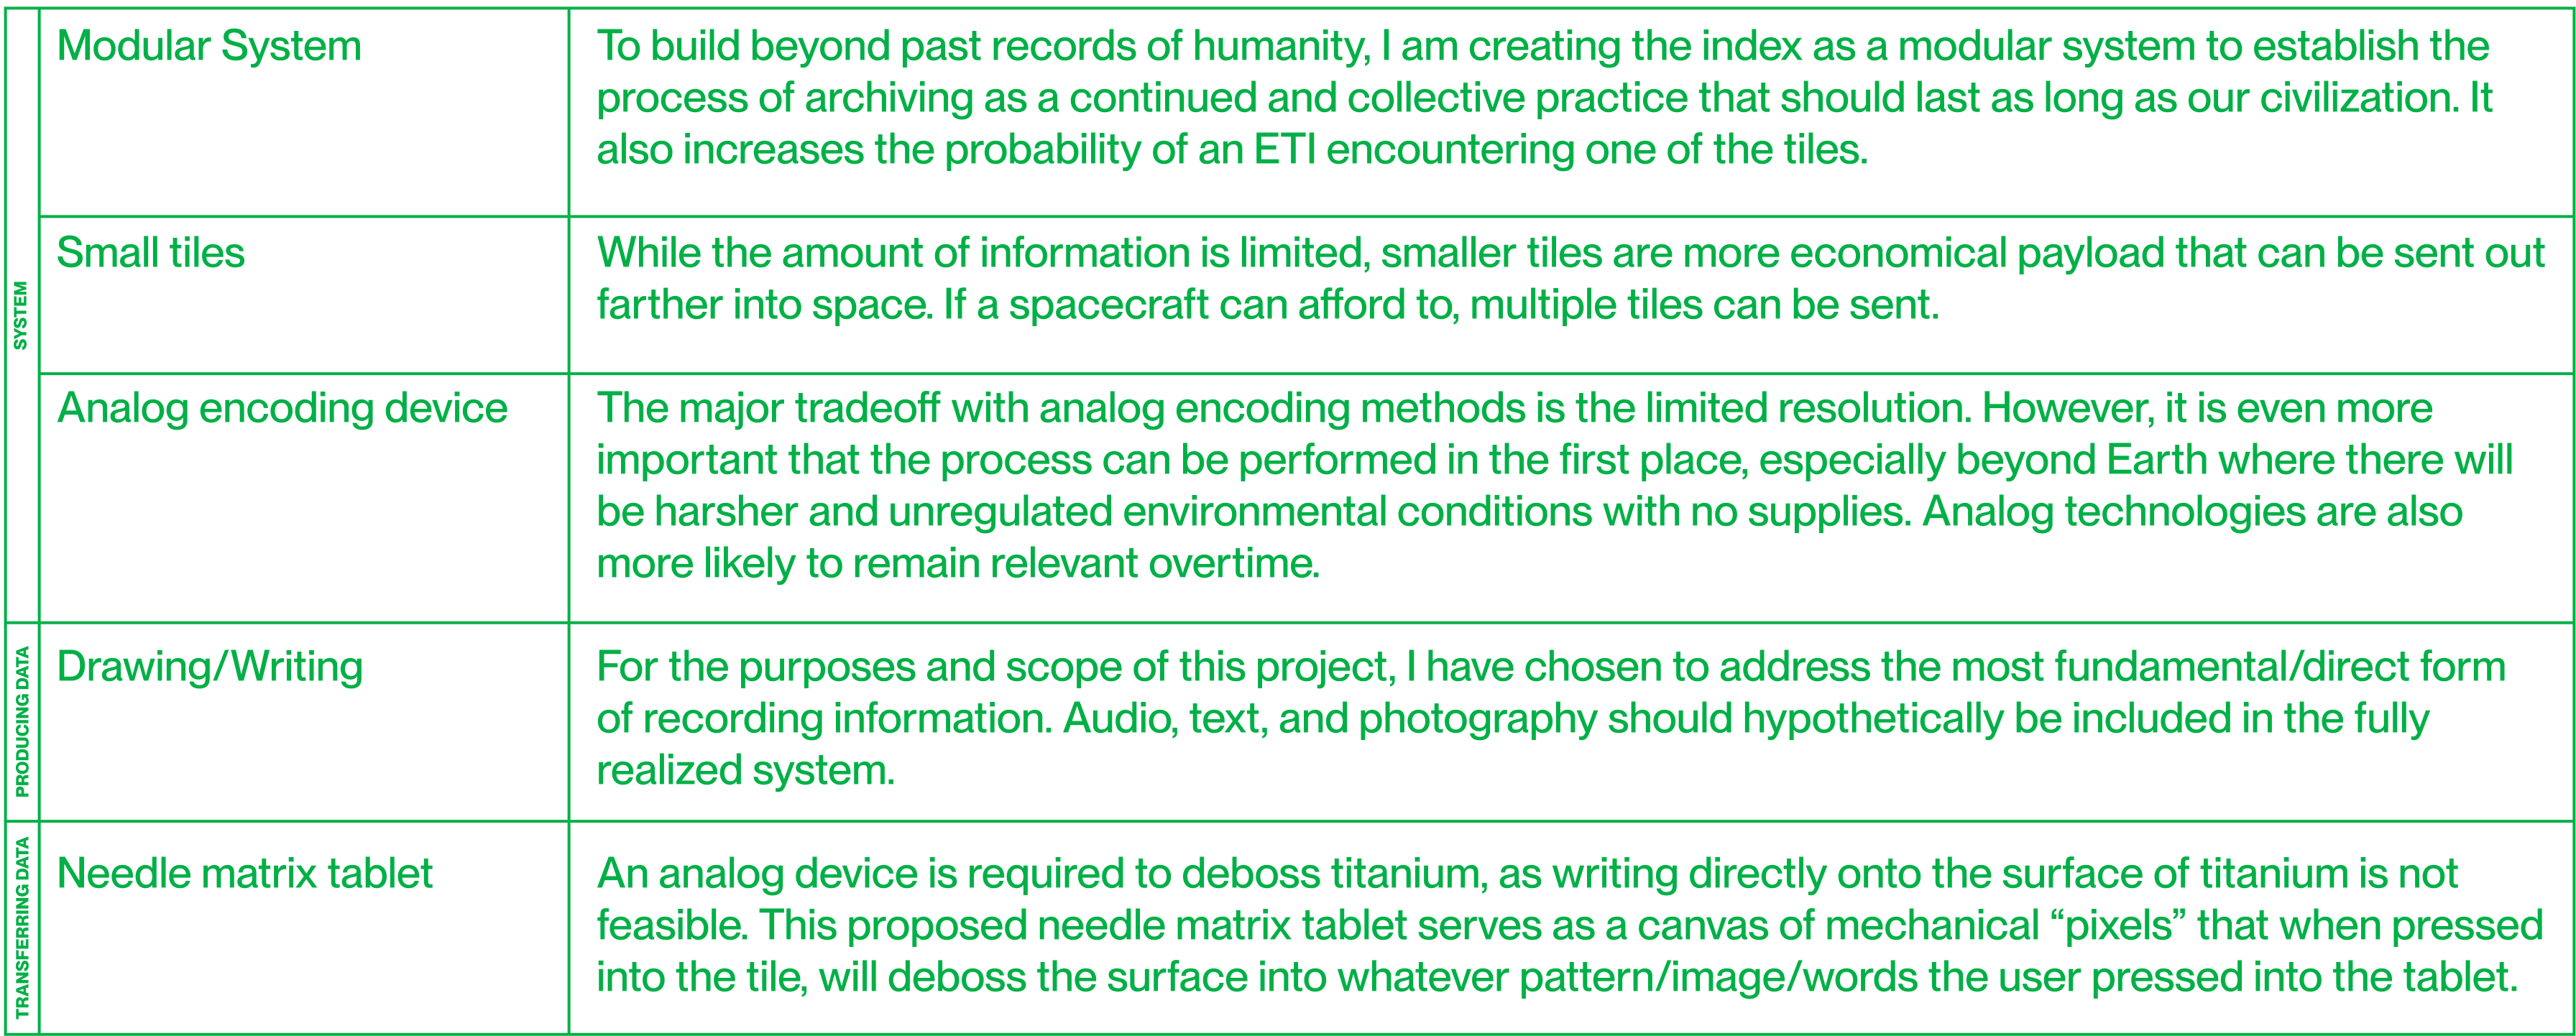 SYSTEM
Modular System
To build beyond past records of humanity, I am creating the index as a modular system to establish the
process of archiving as a continued and collective practice that should last as long as our civilization. It
also increases the probability of an ETI encountering one of the tiles.
Small tiles
While the amount of information is limited, smaller tiles are more economical payload that can be sent out
farther into space. If a spacecraft can afford to, multiple tiles can be sent.
Analog encoding device
The major tradeoff with analog encoding methods is the limited resolution. However, it is even more
important that the process can be performed in the first place, especially beyond Earth where there will
be harsher and unregulated environmental conditions with no supplies. Analog technologies are also
more likely to remain relevant overtime.
PRODUCING DATA
Drawing/Writing
For the purposes and scope of this project, I have chosen to address the most fundamental/direct form
of recording information. Audio, text, and photography should hypothetically be included in the fully
realized system.
TRANSFERRING DATA
Needle matrix tablet
An analog device is required to deboss titanium, as writing directly onto the surface of titanium is not
feasible. This proposed needle matrix tablet serves as a canvas of mechanical “pixels” that when pressed
into the tile, will deboss the surface into whatever pattern/image/words the user pressed into the tablet.